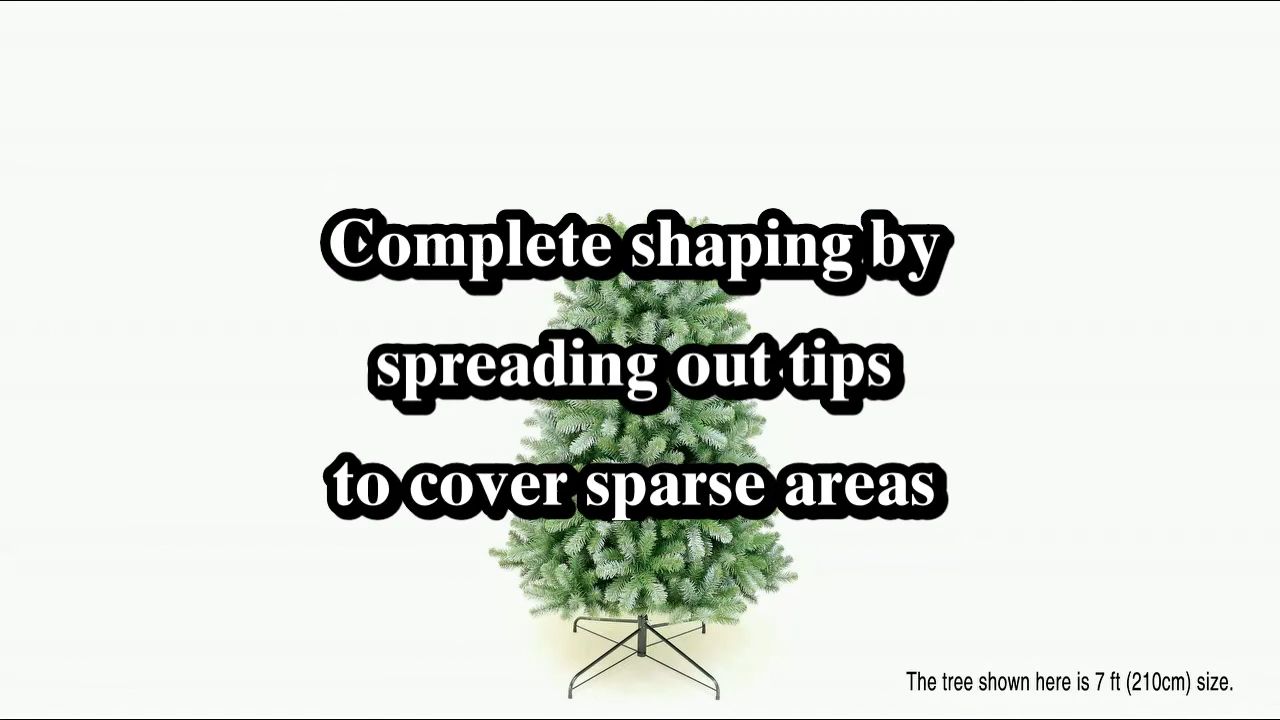 Complete shaping by
spreading out tips
to cover sparse areas
The tree shown here is 7 ft (210cm) size.